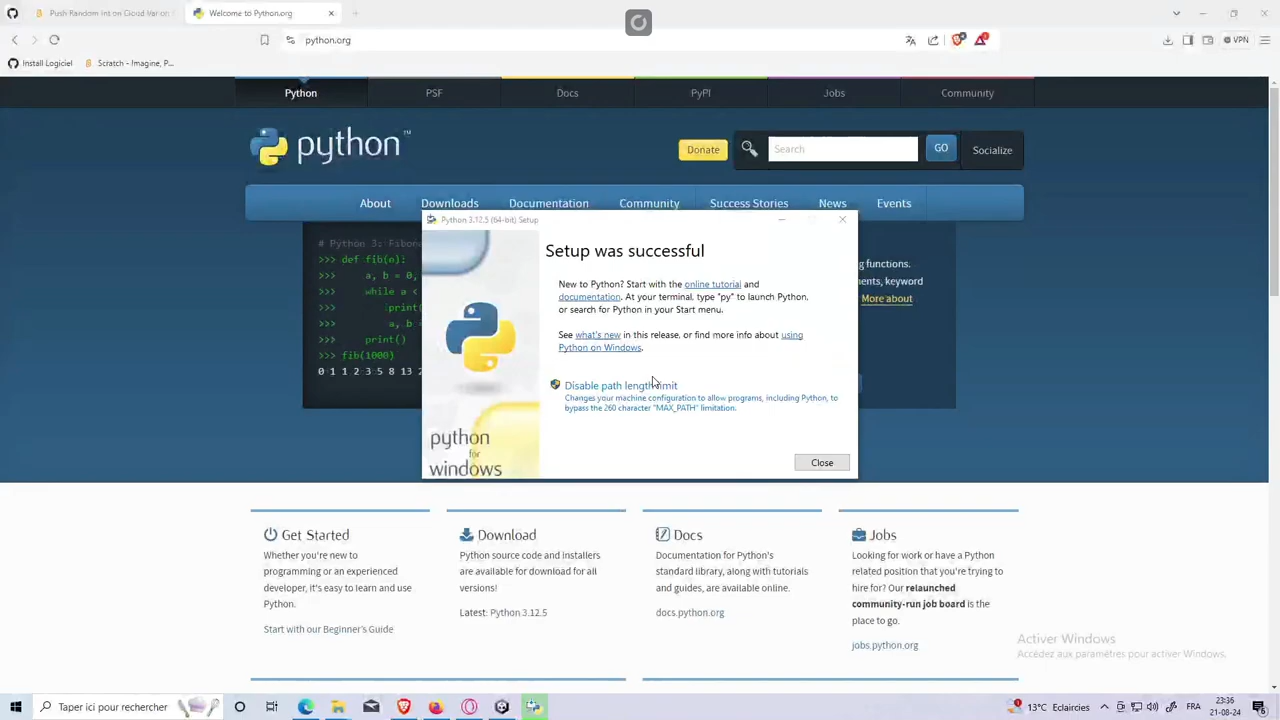 Push Random Int on Cloud Var on
Welcome to Python.org
python.org
VPN
Install Logiciel
Scratch - Imagine, P...
Python
PSF
Docs
PyPI
Jobs
Community
python™
Donate
Search
GO
Socialize
About
Downloads
Documentation
Community
Success Stories
News
Events
# Python 3: Fibona
>>> def fib(n):
>>>     a, b = 0,
>>>     while a <
>>>         print(
>>>         a, b =
>>>     print()
>>> fib(1000)
0 1 1 2 3 5 8 13 2
g functions.
ents, keyword
More about
Python 3.12.5 (64-bit) Setup
Setup was successful
New to Python? Start with the online tutorial and
documentation. At your terminal, type "py" to launch Python,
or search for Python in your Start menu.
See what's new in this release, or find more info about using
Python on Windows.
Disable path length limit
Changes your machine configuration to allow programs, including Python, to
bypass the 260 character "MAX_PATH" limitation.
python
for
windows
Close
Get Started
Whether you're new to
programming or an experienced
developer, it's easy to learn and use
Python.
Start with our Beginner's Guide
Download
Python source code and installers
are available for download for all
versions!
Latest: Python 3.12.5
Docs
Documentation for Python's
standard library, along with tutorials
and guides, are available online.
docs.python.org
Jobs
Looking for work or have a Python
related position that you're trying to
hire for? Our relaunched
community-run job board is the
place to go.
jobs.python.org
Activer Windows
Accédez aux paramètres pour activer Windows.
Taper ici pour rechercher
13°C Eclaircies
FRA
23:36
21-08-24
6